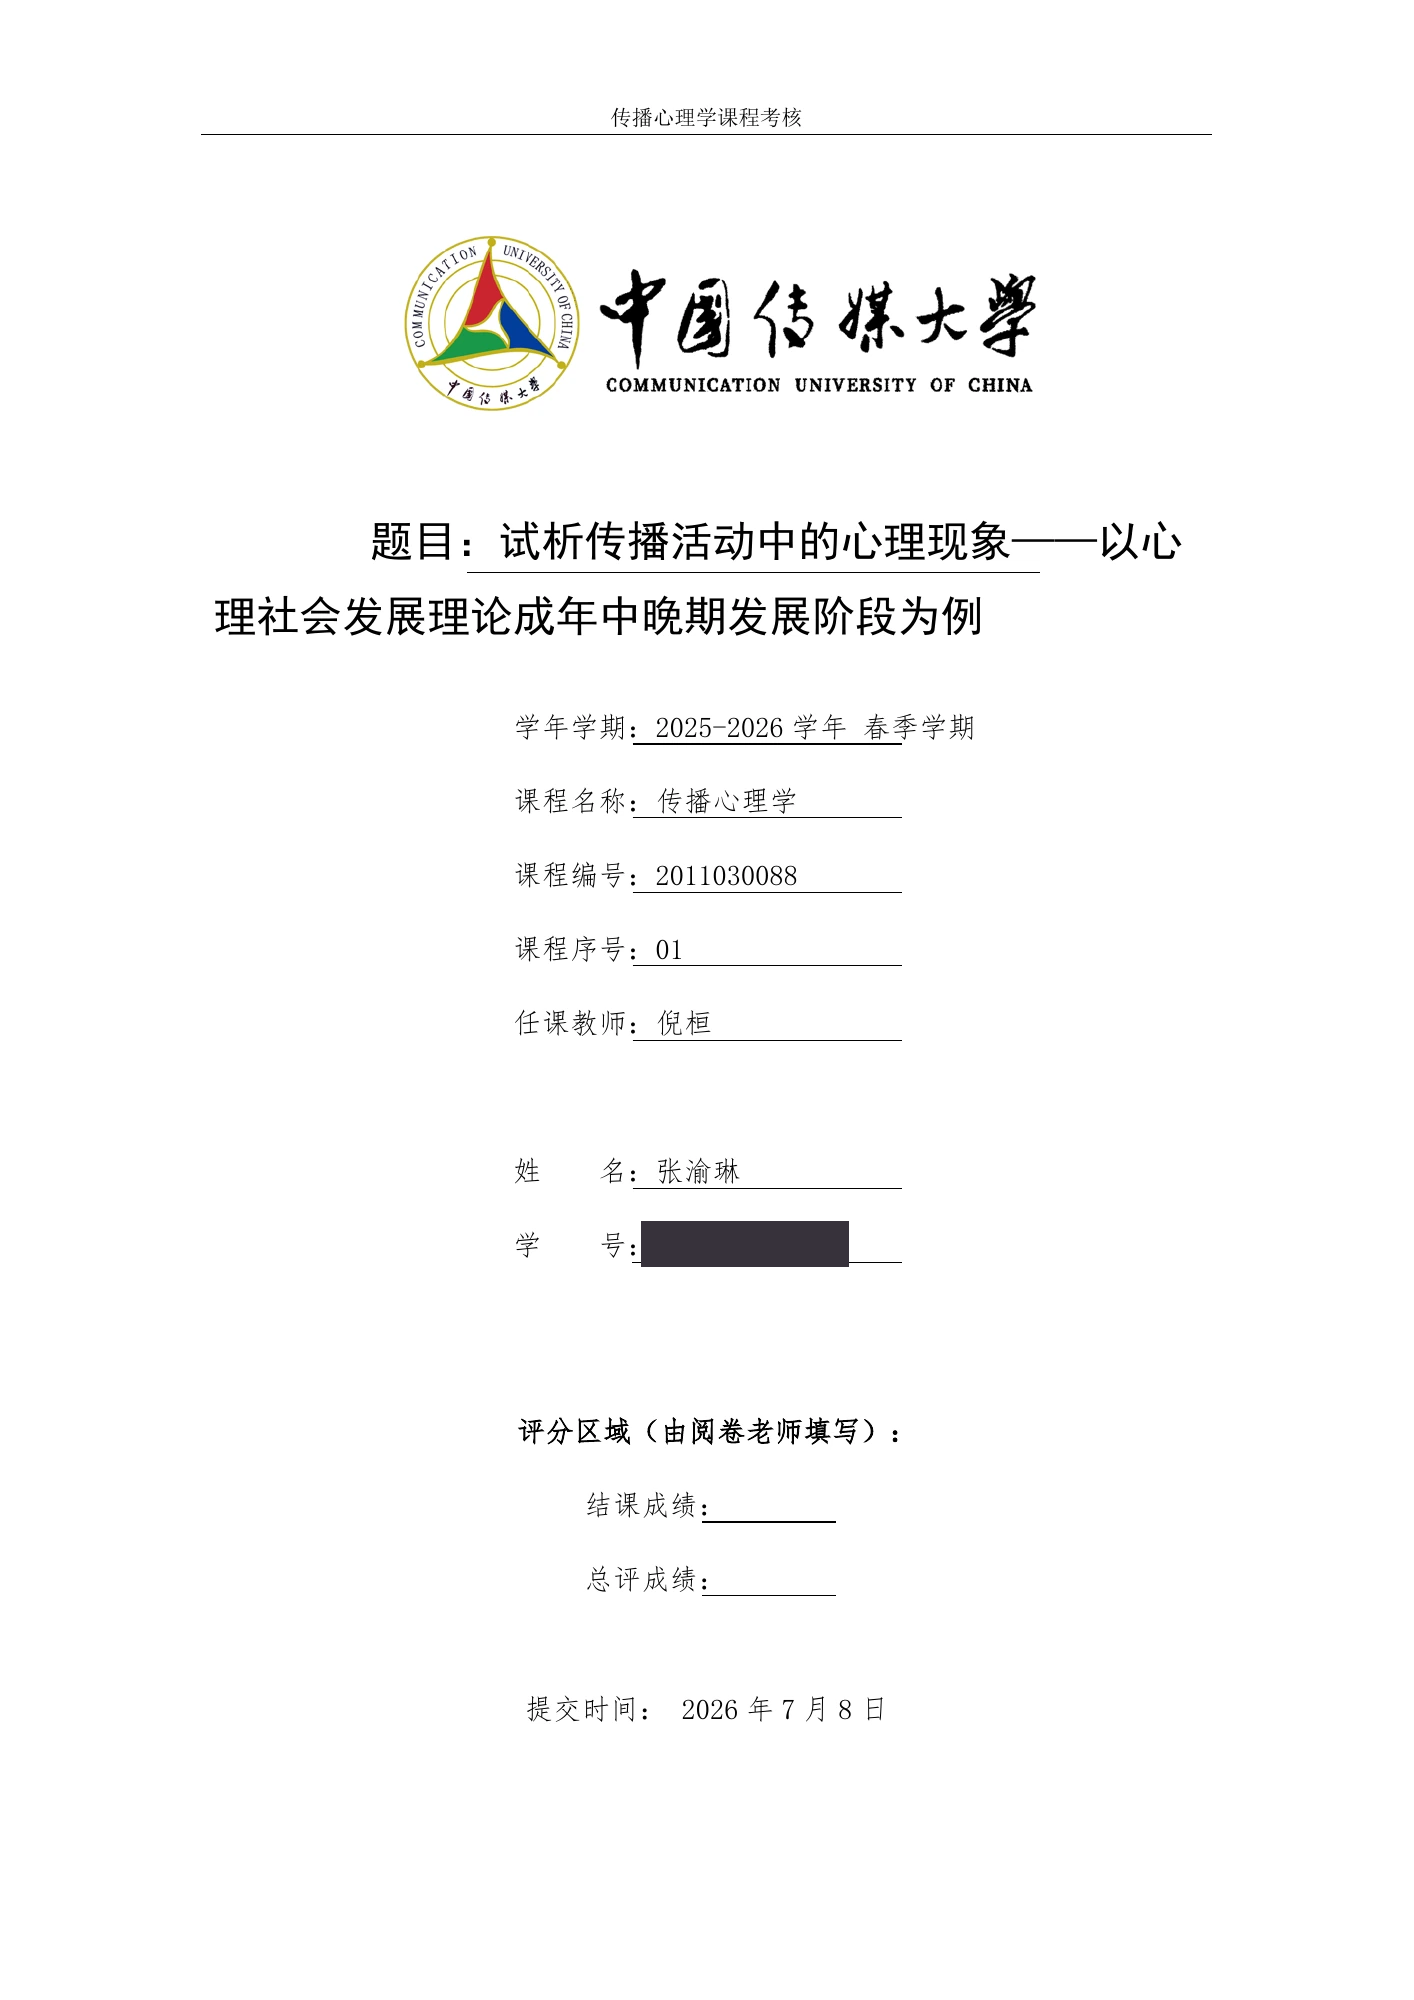 传播心理学课程考核
COMMUNICATION UNIVERSITY OF CHINA
中国传媒大学
中国传媒大学
COMMUNICATION UNIVERSITY OF CHINA
题目：试析传播活动中的心理现象——以心
理社会发展理论成年中晚期发展阶段为例
学年学期：2025-2026 学年 春季学期
课程名称：传播心理学
课程编号：2011030088
课程序号：01
任课教师：倪桓
姓 名：张渝琳
学 号：
评分区域（由阅卷老师填写）：
结课成绩：
总评成绩：
提交时间： 2026 年 7 月 8 日